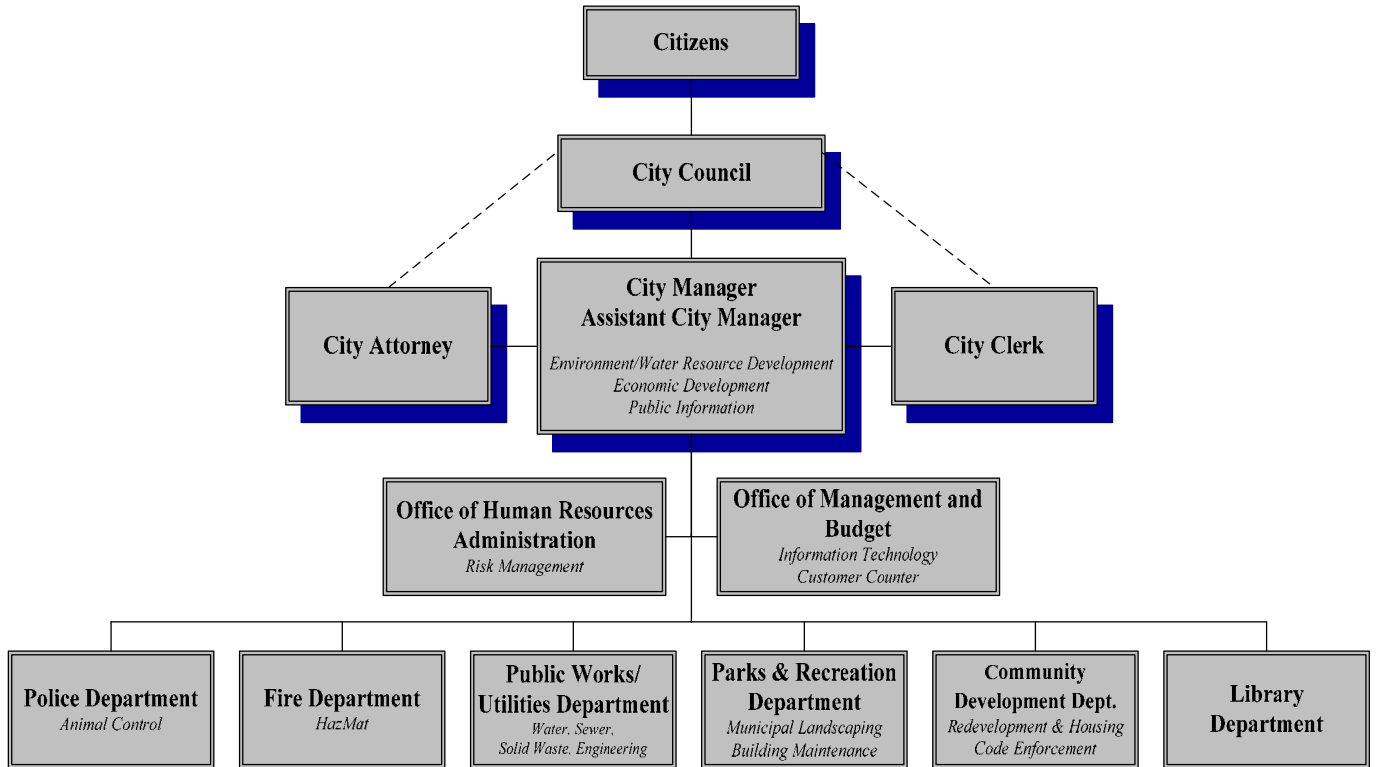 Citizens
City Council
City Attorney
City Manager
Assistant City Manager
Environment/Water Resource Development
Economic Development
Public Information
City Clerk
Office of Human Resources
Administration
Risk Management
Office of Management and
Budget
Information Technology
Customer Counter
Police Department
Animal Control
Fire Department
HazMat
Public Works/
Utilities Department
Water, Sewer,
Solid Waste, Engineering
Parks & Recreation
Department
Municipal Landscaping
Building Maintenance
Community
Development Dept.
Redevelopment & Housing
Code Enforcement
Library
Department